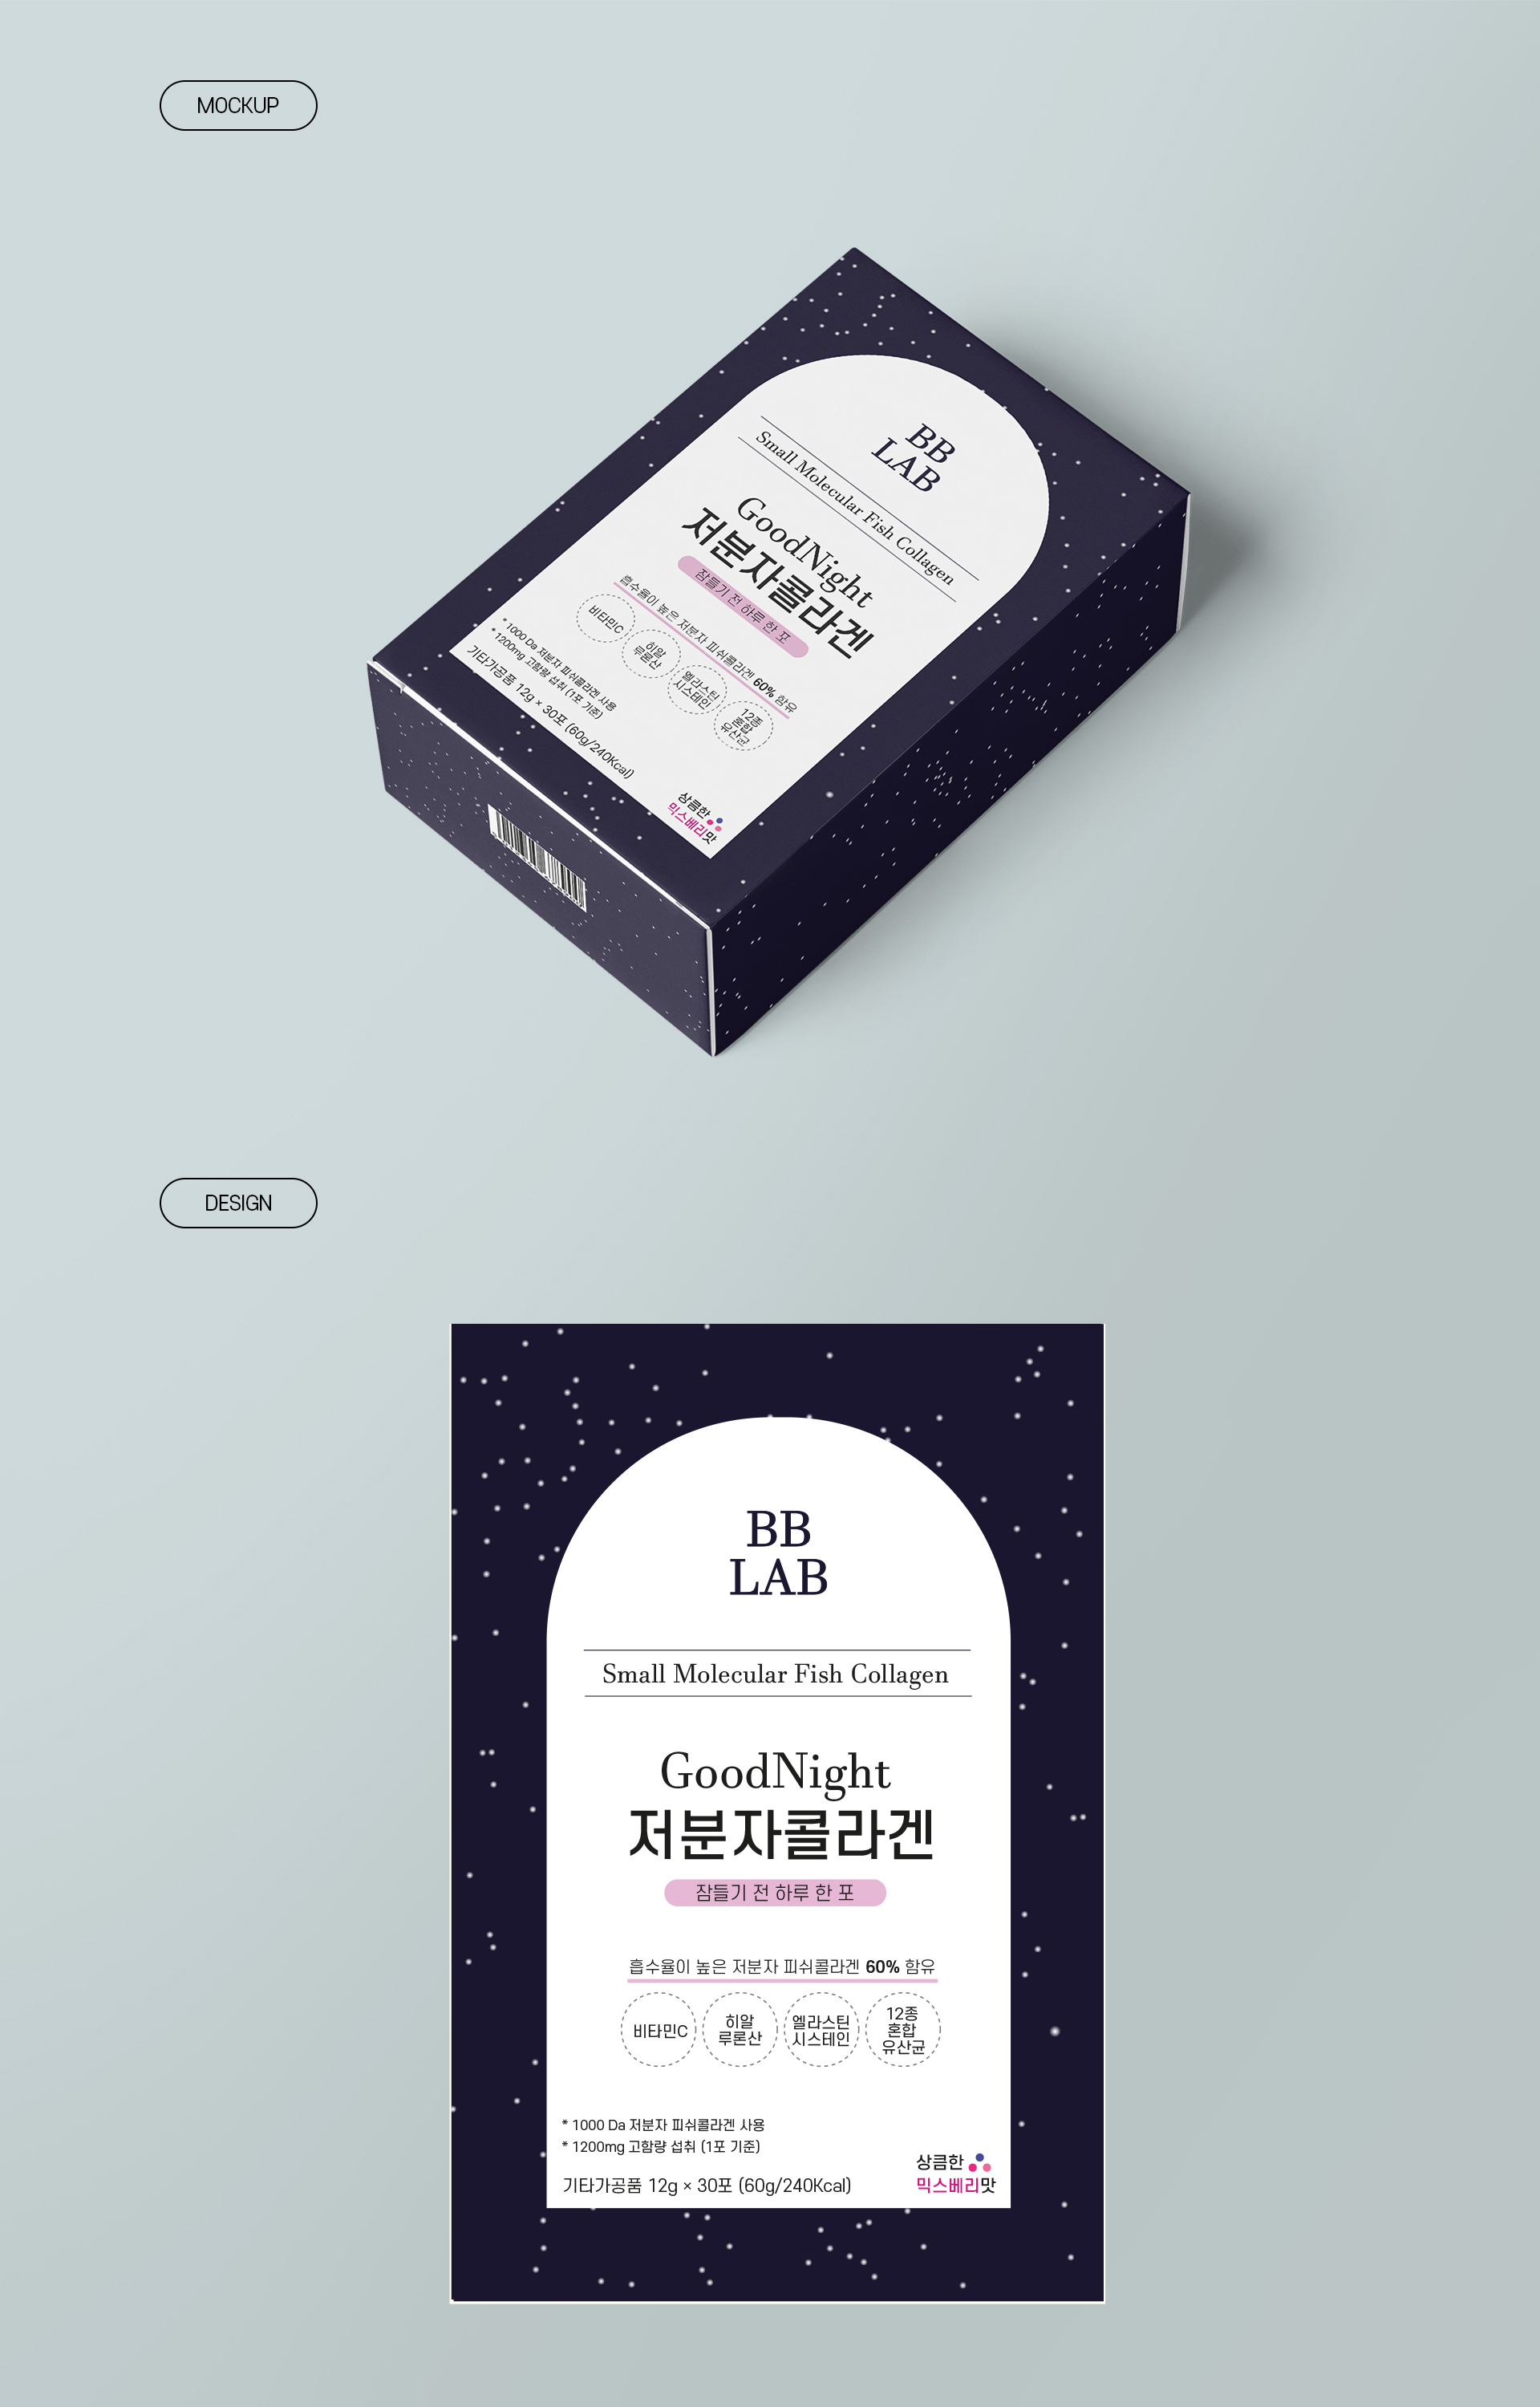 MOCKUP
BB
LAB
Small Molecular Fish Collagen
GoodNight
저분자콜라겐
잠들기 전 하루 한 포
흡수율이 높은 저분자 피쉬콜라겐 60% 함유
비타민C
히알
루론산
엘라스틴
시스테인
12종
혼합
유산균
* 1000 Da 저분자 피쉬콜라겐 사용
* 1200mg 고함량 섭취 (1포 기준)
기타가공품 12g × 30포 (60g/240Kcal)
상큼한
믹스베리맛
DESIGN
BB
LAB
Small Molecular Fish Collagen
GoodNight
저분자콜라겐
잠들기 전 하루 한 포
흡수율이 높은 저분자 피쉬콜라겐 60% 함유
비타민C
히알
루론산
엘라스틴
시스테인
12종
혼합
유산균
* 1000 Da 저분자 피쉬콜라겐 사용
* 1200mg 고함량 섭취 (1포 기준)
기타가공품 12g × 30포 (60g/240Kcal)
상큼한
믹스베리맛